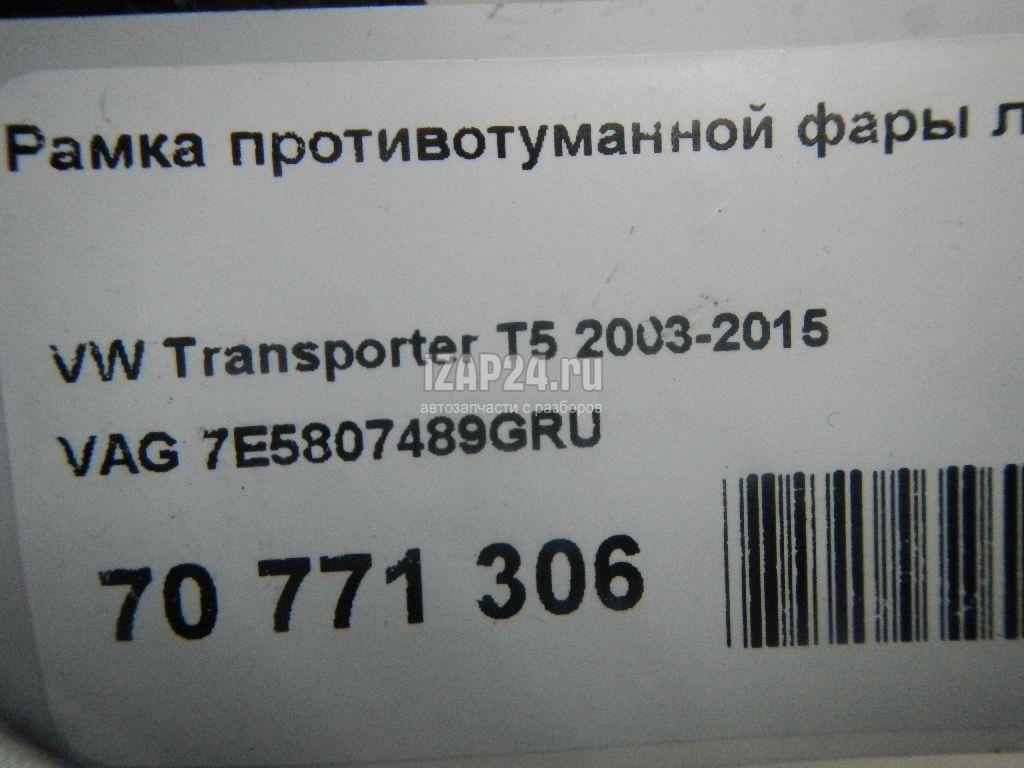 Рамка противотуманной фары Л
VW Transporter T5 2003-2015
IZAP24.ru
автозапчасти с разборов
VAG 7E5807489GRU
70 771 306